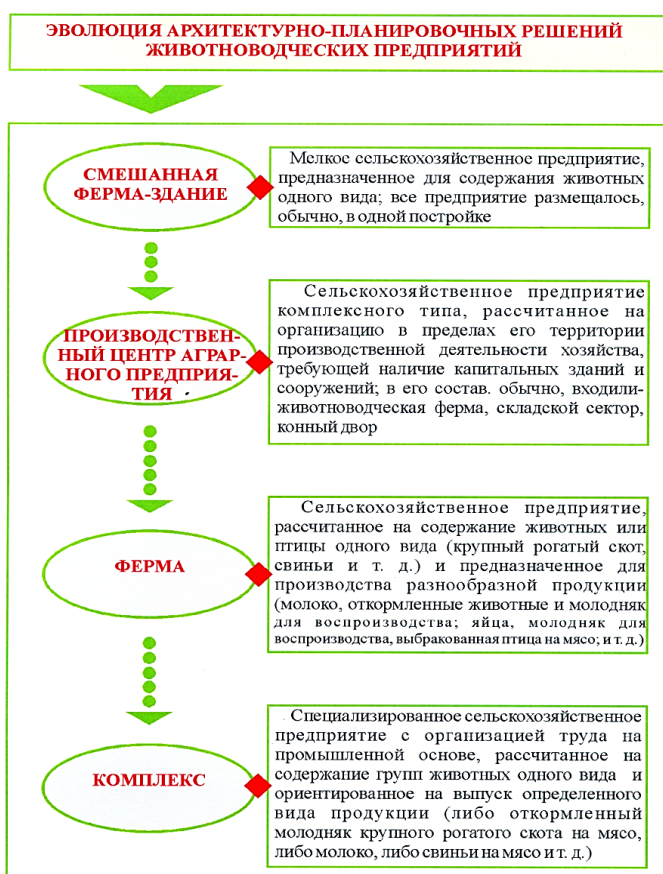 ЭВОЛЮЦИЯ АРХИТЕКТУРНО-ПЛАНИРОВОЧНЫХ РЕШЕНИЙ
ЖИВОТНОВОДЧЕСКИХ ПРЕДПРИЯТИЙ
СМЕШАННАЯ
ФЕРМА-ЗДАНИЕ
Мелкое сельскохозяйственное предприятие,
предназначенное для содержания животных
одного вида; все предприятие размещалось,
обычно, в одной постройке
ПРОИЗВОДСТВЕН-
НЫЙ ЦЕНТР АГРАР-
НОГО ПРЕДПРИЯ-
ТИЯ
Сельскохозяйственное предприятие
комплексного типа, рассчитанное на
организацию в пределах его территории
производственной деятельности хозяйства,
требующей наличие капитальных зданий и
сооружений; в его состав. обычно, входили-
животноводческая ферма, складской сектор,
конный двор
ФЕРМА
Сельскохозяйственное предприятие,
рассчитанное на содержание животных или
птицы одного вида (крупный рогатый скот,
свиньи и т. д.) и предназначенное для
производства разнообразной продукции
(молоко, откормленные животные и молодняк
для воспроизводства; яйца, молодняк для
воспроизводства, выбракованная птица на мясо; и т. д.)
КОМПЛЕКС
Специализированное сельскохозяйственное
предприятие с организацией труда на
промышленной основе, рассчитанное на
содержание групп животных одного вида и
ориентированное на выпуск определенного
вида продукции (либо откормленный
молодняк крупного рогатого скота на мясо,
либо молоко, либо свиньи на мясо и т. д.)